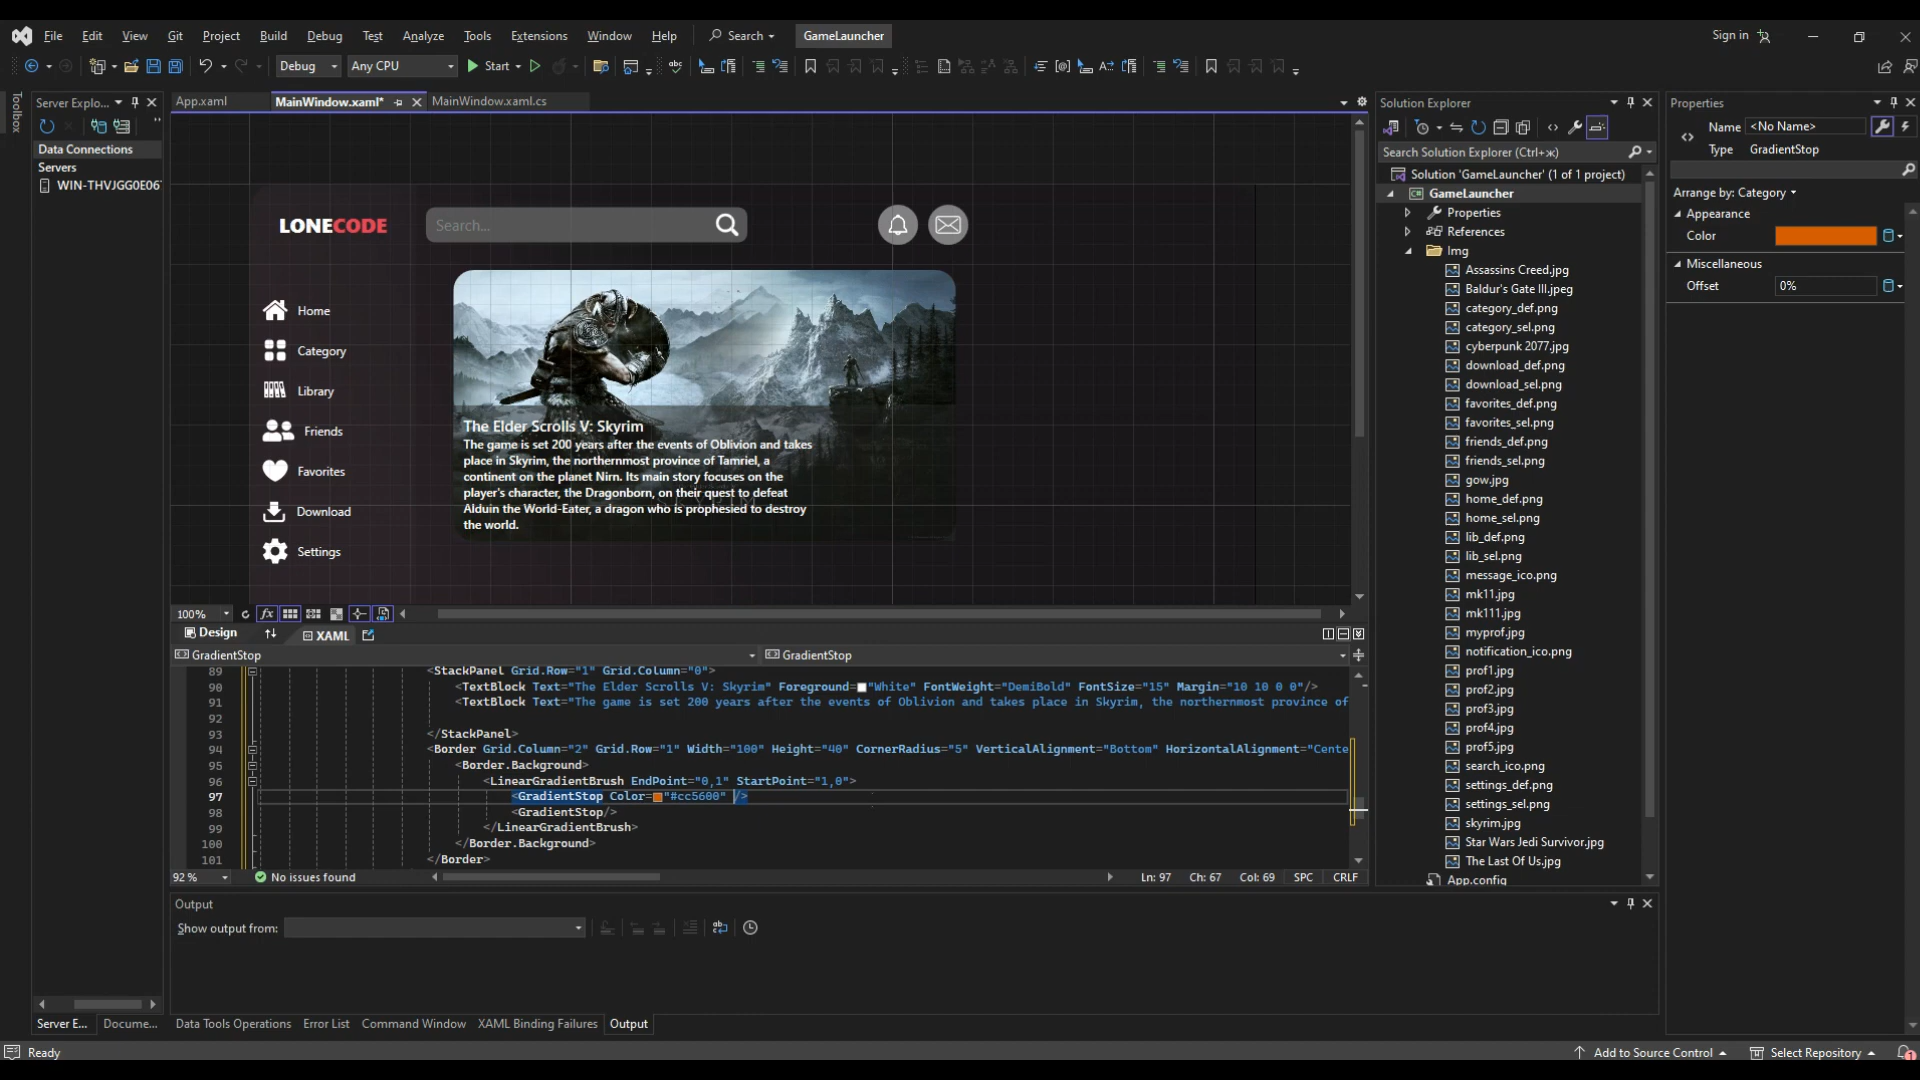 File Edit View Git Project Build Debug Test Analyze Tools Extensions Window Help Search GameLauncher Sign in
Debug Any CPU Start
Toolbox
Server Explo...
Data Connections
Servers
WIN-THVJGG0E06
App.xaml MainWindow.xaml* MainWindow.xaml.cs
LONECODE Search...
Home
Category
Library
Friends
Favorites
Download
Settings
The Elder Scrolls V: Skyrim
The game is set 200 years after the events of Oblivion and takes
place in Skyrim, the northernmost province of Tamriel, a
continent on the planet Nirn. Its main story focuses on the
player's character, the Dragonborn, on their quest to defeat
Alduin the World-Eater, a dragon who is prophesied to destroy
the world.
100%
Design XAML
GradientStop GradientStop
89 <StackPanel Grid.Row="1" Grid.Column="0">
90 <TextBlock Text="The Elder Scrolls V: Skyrim" Foreground="White" FontWeight="DemiBold" FontSize="15" Margin="10 10 0 0"/>
91 <TextBlock Text="The game is set 200 years after the events of Oblivion and takes place in Skyrim, the northernmost province of
92
93 </StackPanel>
94 <Border Grid.Column="2" Grid.Row="1" Width="100" Height="40" CornerRadius="5" VerticalAlignment="Bottom" HorizontalAlignment="Cente
95 <Border.Background>
96 <LinearGradientBrush EndPoint="0,1" StartPoint="1,0">
97 <GradientStop Color="#cc5600" />
98 <GradientStop/>
99 </LinearGradientBrush>
100 </Border.Background>
101 </Border>
92 % No issues found Ln: 97 Ch: 67 Col: 69 SPC CRLF
Output
Show output from:
Server E... Docume... Data Tools Operations Error List Command Window XAML Binding Failures Output
Solution Explorer
Search Solution Explorer (Ctrl+ж)
Solution 'GameLauncher' (1 of 1 project)
GameLauncher
Properties
References
Img
Assassins Creed.jpg
Baldur's Gate III.jpeg
category_def.png
category_sel.png
cyberpunk 2077.jpg
download_def.png
download_sel.png
favorites_def.png
favorites_sel.png
friends_def.png
friends_sel.png
gow.jpg
home_def.png
home_sel.png
lib_def.png
lib_sel.png
message_ico.png
mk11.jpg
mk111.jpg
myprof.jpg
notification_ico.png
prof1.jpg
prof2.jpg
prof3.jpg
prof4.jpg
prof5.jpg
search_ico.png
settings_def.png
settings_sel.png
skyrim.jpg
Star Wars Jedi Survivor.jpg
The Last Of Us.jpg
App.config
Properties
Name <No Name>
Type GradientStop
Arrange by: Category
Appearance
Color
Miscellaneous
Offset 0%
Ready Add to Source Control Select Repository 1